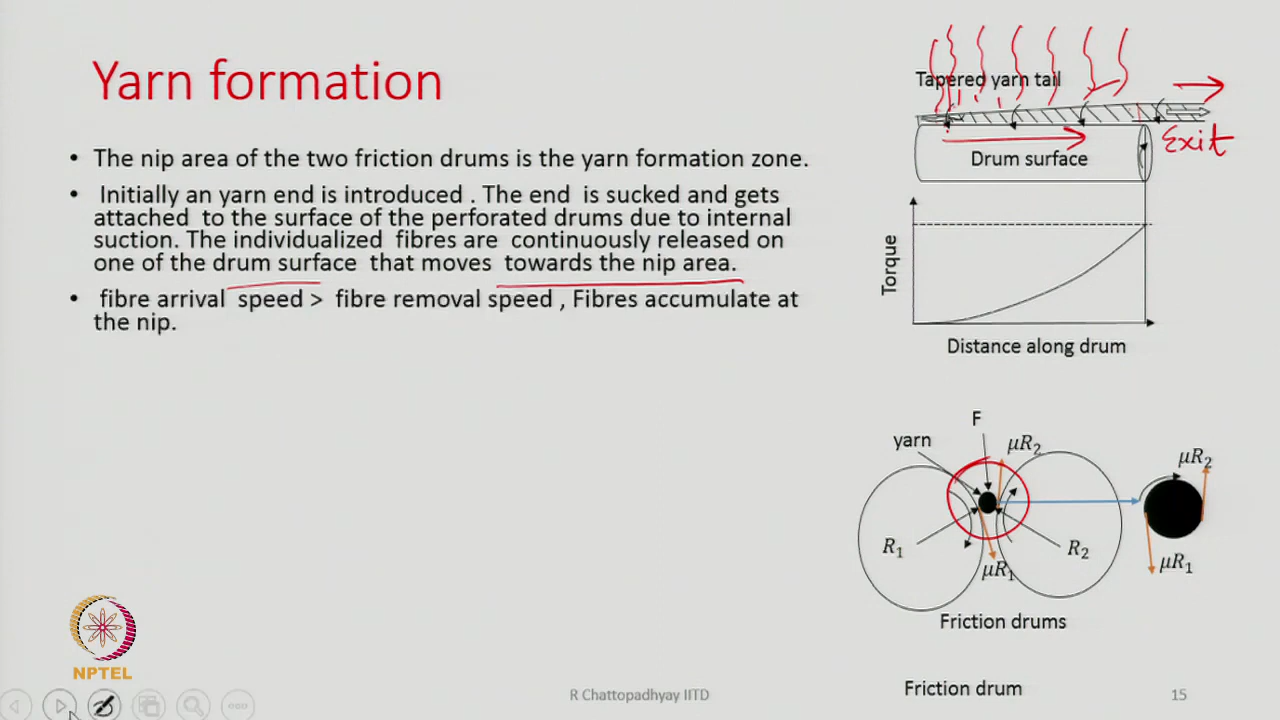 Yarn formation
• The nip area of the two friction drums is the yarn formation zone.
• Initially an yarn end is introduced . The end is sucked and gets
attached to the surface of the perforated drums due to internal
suction. The individualized fibres are continuously released on
one of the drum surface that moves towards the nip area.
• fibre arrival speed > fibre removal speed , Fibres accumulate at
the nip.
Tapered yarn tail
Exit
Drum surface
Torque
Distance along drum
F
yarn
μR₂
μR₂
R₁
R₂
μR₁
μR₁
Friction drums
Friction drum
NPTEL
R Chattopadhyay IITD
15